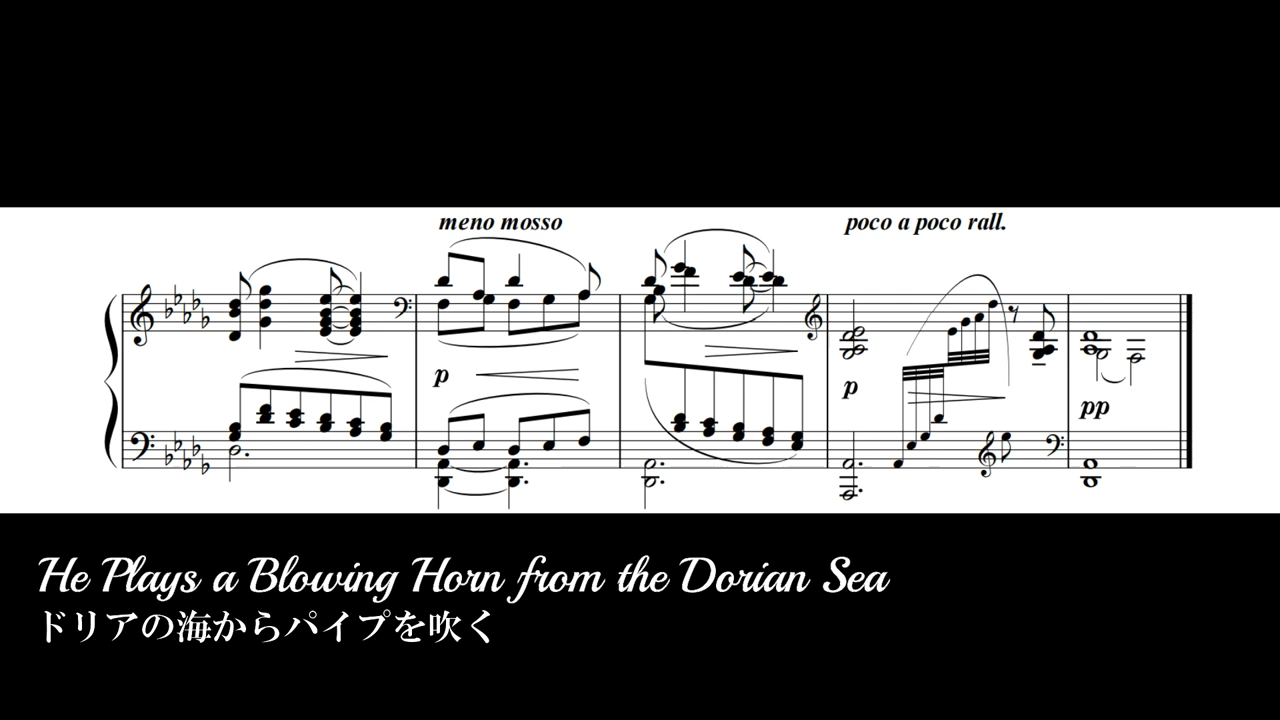 meno mosso
poco a poco rall.
p
p
pp
He Plays a Blowing Horn from the Dorian Sea
ドリアの海からパイプを吹く